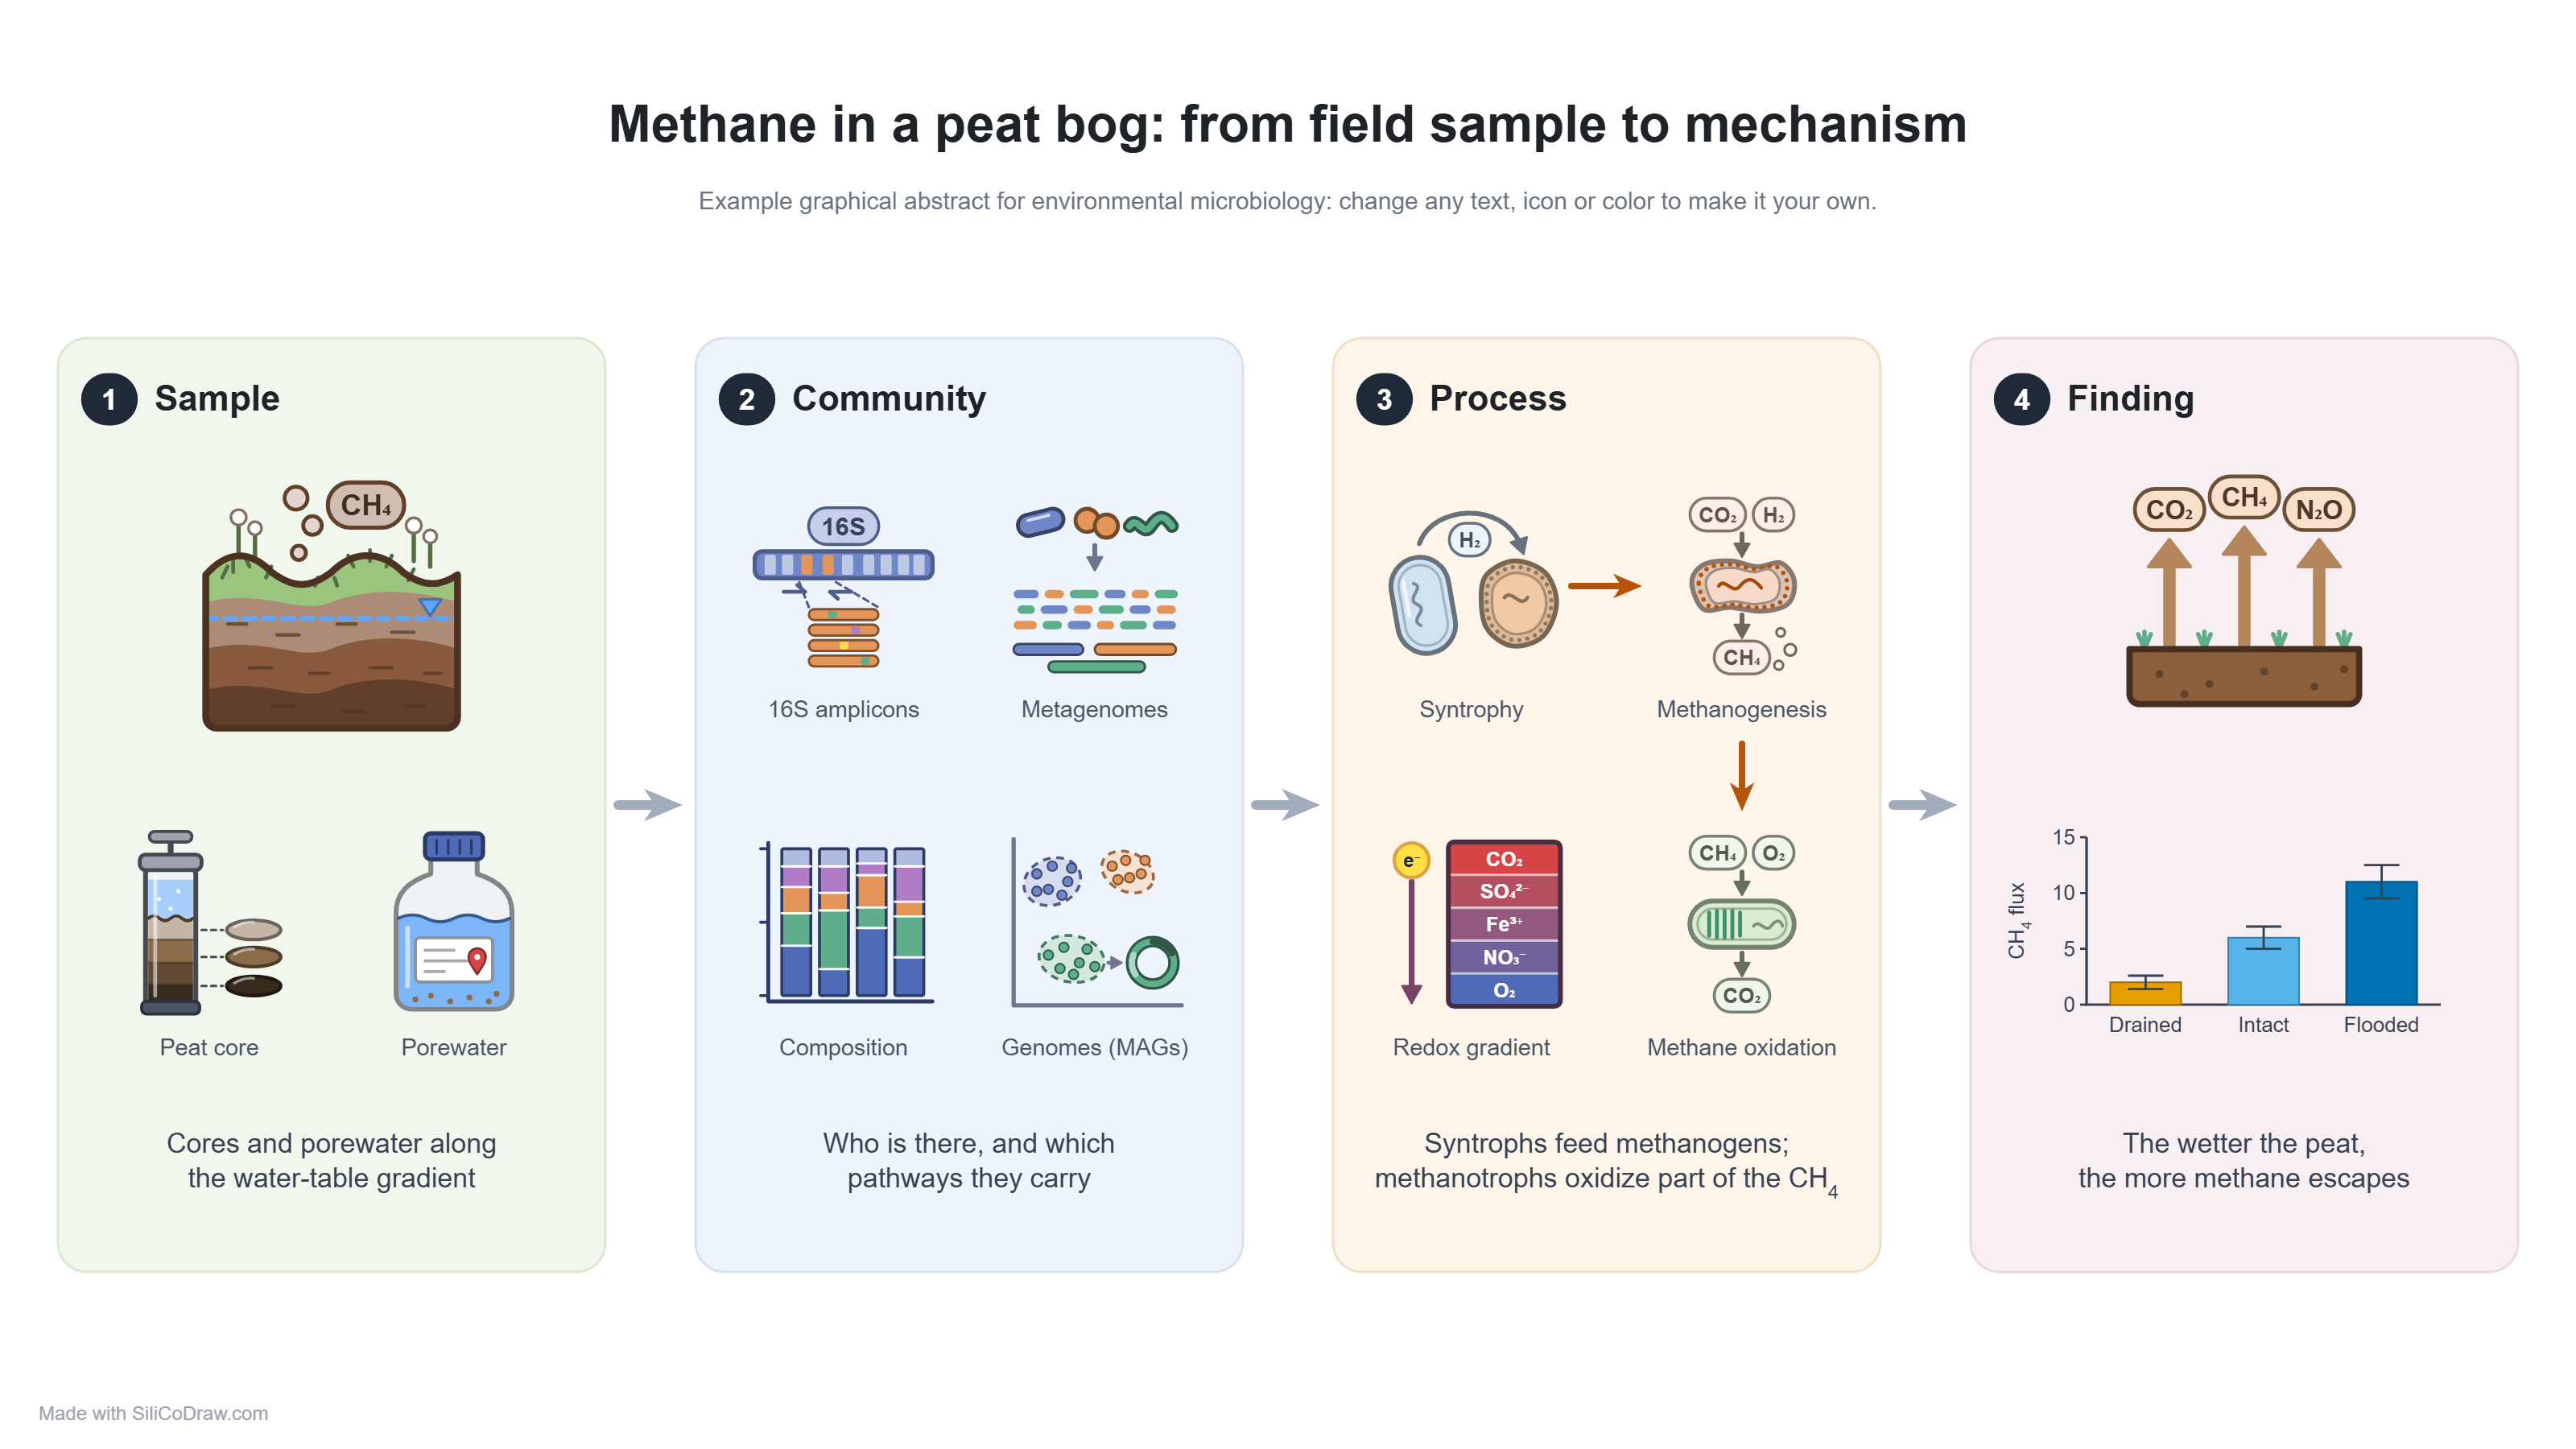 Methane in a peat bog: from field sample to mechanism
Example graphical abstract for environmental microbiology: change any text, icon or color to make it your own.
1 Sample
CH₄
Peat core
Porewater
Cores and porewater along
the water-table gradient
2 Community
16S
16S amplicons
Metagenomes
Composition
Genomes (MAGs)
Who is there, and which
pathways they carry
3 Process
H₂
Syntrophy
CO₂ H₂
CH₄
Methanogenesis
e⁻
CO₂
SO₄²⁻
Fe³⁺
NO₃⁻
O₂
Redox gradient
CH₄ O₂
CO₂
Methane oxidation
Syntrophs feed methanogens;
methanotrophs oxidize part of the CH₄
4 Finding
CO₂ CH₄ N₂O
CH₄ flux
15
10
5
0
Drained Intact Flooded
The wetter the peat,
the more methane escapes
Made with SiliCoDraw.com